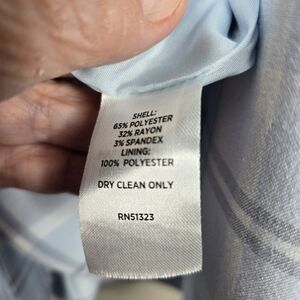 SHELL:
65% POLYESTER
32% RAYON
3% SPANDEX
LINING:
100% POLYESTER
DRY CLEAN ONLY
RN51323